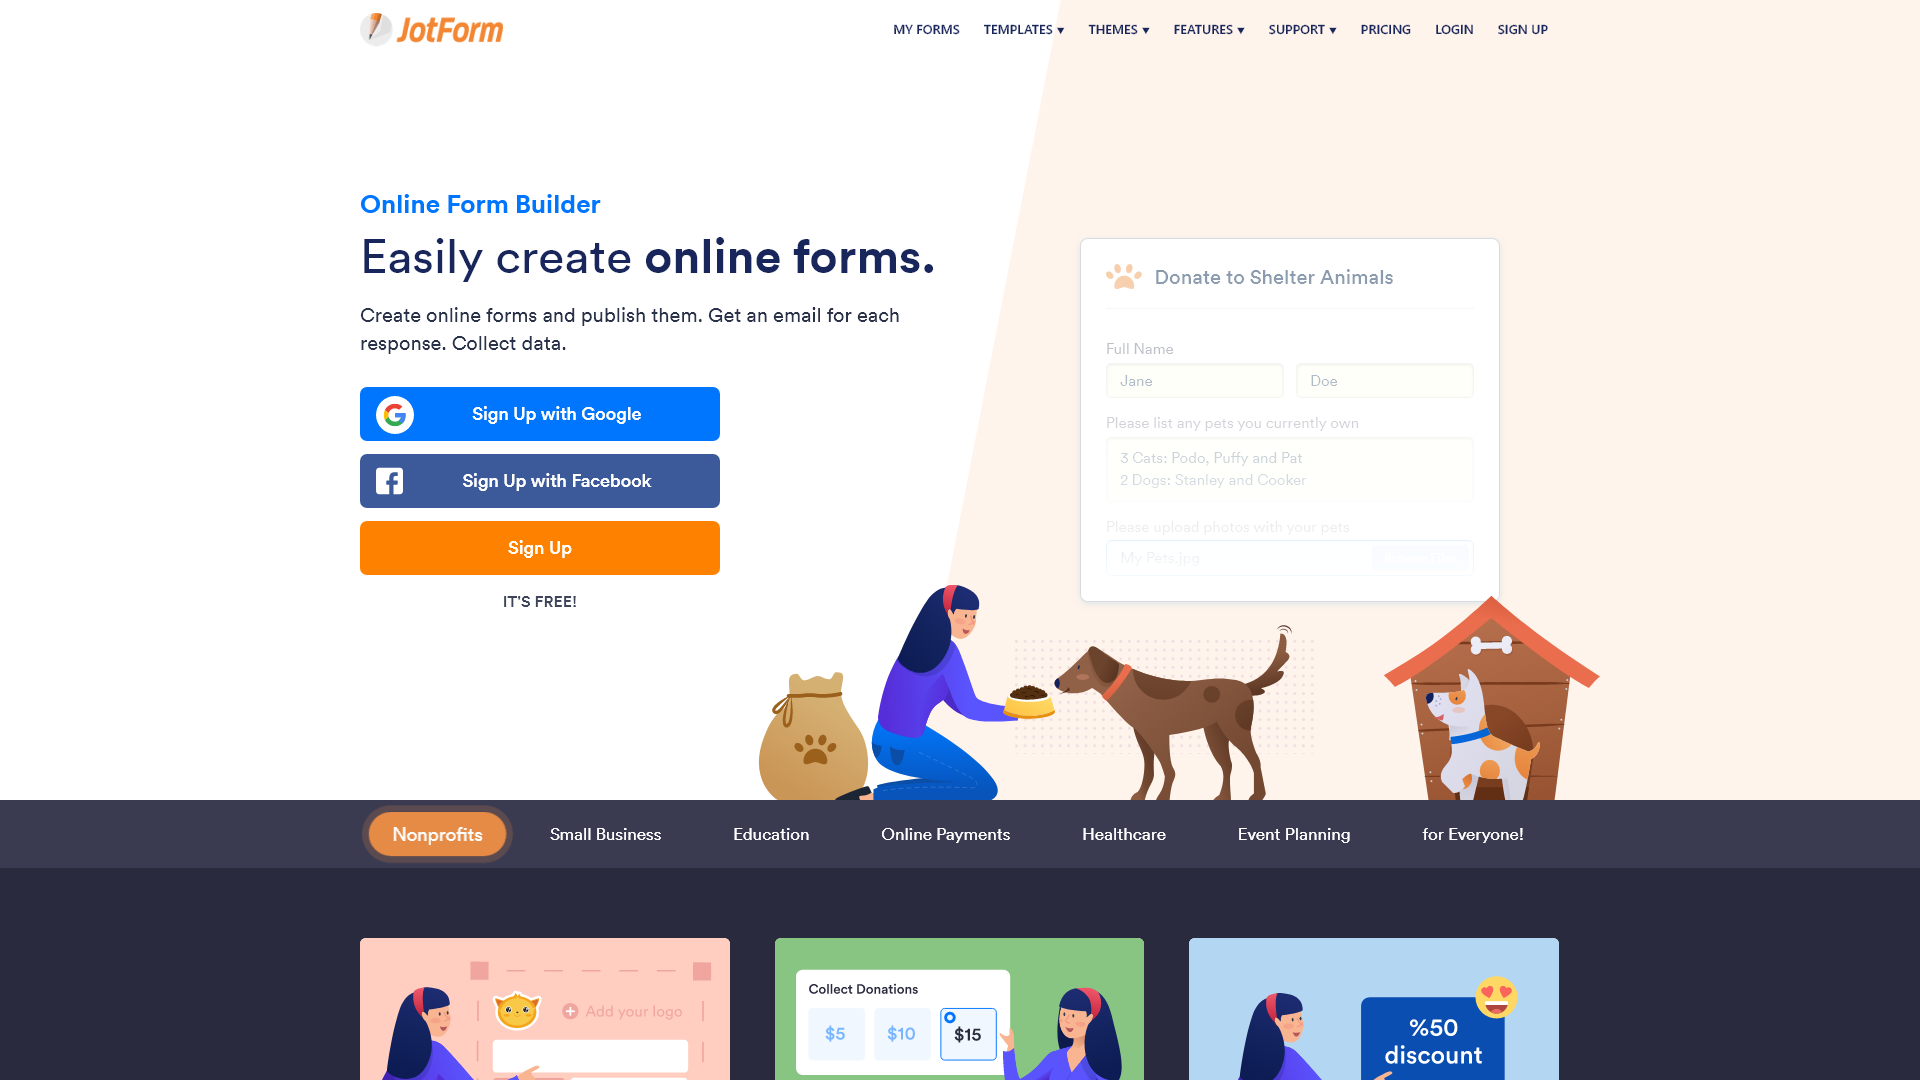 JotForm
MY FORMS
TEMPLATES ▾
THEMES ▾
FEATURES ▾
SUPPORT ▾
PRICING
LOGIN
SIGN UP
Online Form Builder
Easily create online forms.
Create online forms and publish them. Get an email for each
response. Collect data.
Sign Up with Google
Sign Up with Facebook
Sign Up
IT'S FREE!
Donate to Shelter Animals
Full Name
Jane
Doe
Please list any pets you currently own
3 Cats: Podo, Puffy and Pat
2 Dogs: Stanley and Cooker
Please upload photos with your pets
My Pets.jpg
Nonprofits
Small Business
Education
Online Payments
Healthcare
Event Planning
for Everyone!
Add your logo
Collect Donations
$5
$10
$15
%50
discount